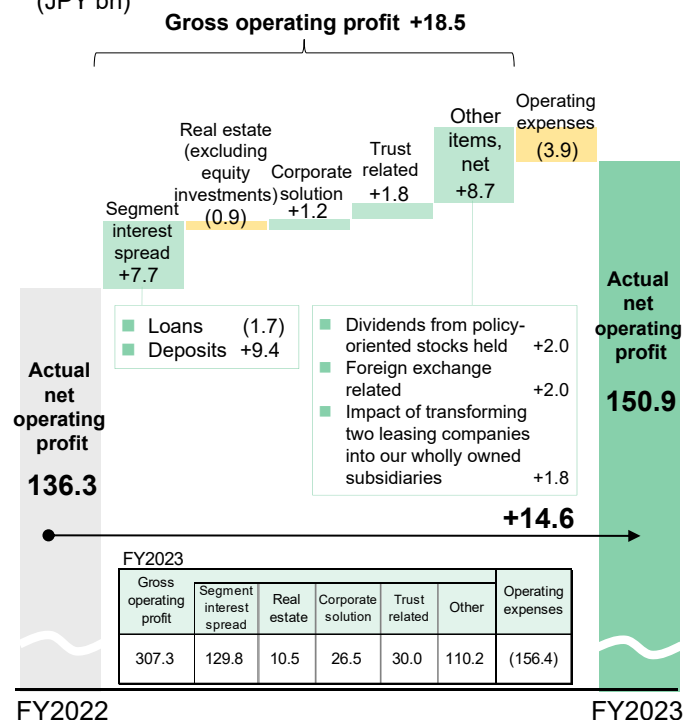 (JPY bn)
Gross operating profit +18.5
Segment
interest
spread
+7.7
Real estate
(excluding
equity
investments)
(0.9)
Corporate
solution
+1.2
Trust
related
+1.8
Other
items,
net
+8.7
Operating
expenses
(3.9)
■ Loans (1.7)
■ Deposits +9.4
■ Dividends from policy-
oriented stocks held +2.0
■ Foreign exchange
related +2.0
■ Impact of transforming
two leasing companies
into our wholly owned
subsidiaries +1.8
Actual
net
operating
profit
136.3
Actual
net
operating
profit
150.9
+14.6
FY2023
Gross
operating
profit
Segment
interest
spread
Real
estate
Corporate
solution
Trust
related
Other
Operating
expenses
307.3 129.8 10.5 26.5 30.0 110.2 (156.4)
FY2022 FY2023